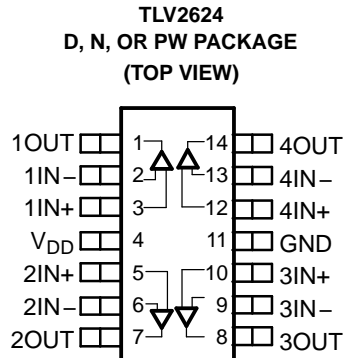 TLV2624
D, N, OR PW PACKAGE
(TOP VIEW)
1OUT 1 14 4OUT
1IN− 2 13 4IN−
1IN+ 3 12 4IN+
VDD 4 11 GND
2IN+ 5 10 3IN+
2IN− 6 9 3IN−
2OUT 7 8 3OUT